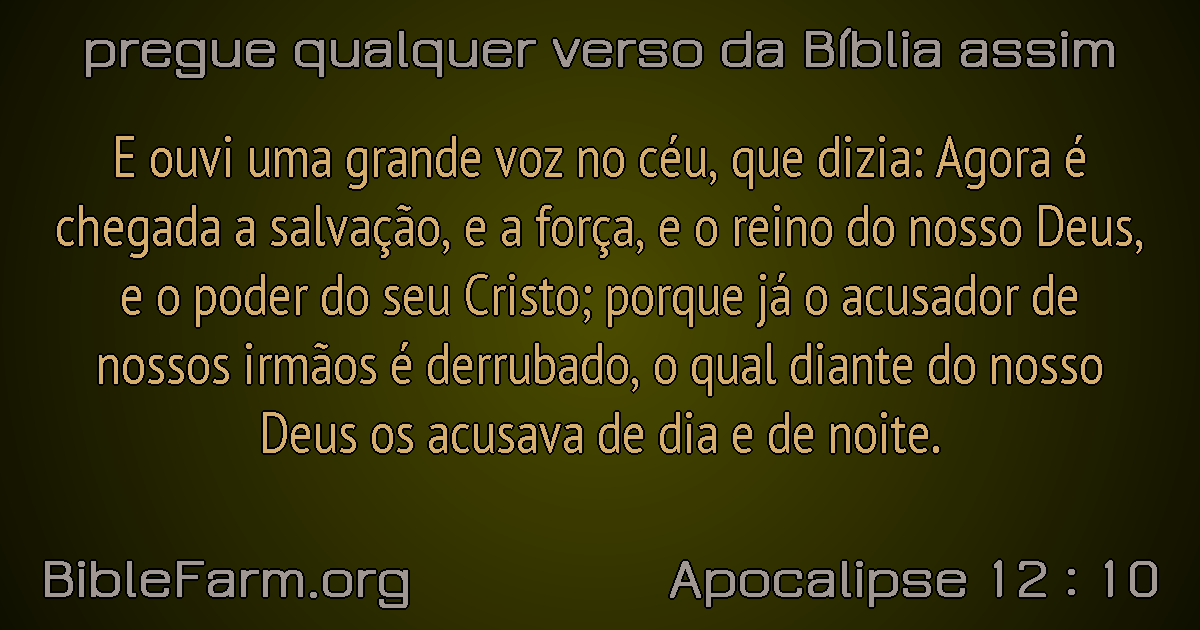 pregue qualquer verso da Bíblia assim
E ouvi uma grande voz no céu, que dizia: Agora é
chegada a salvação, e a força, e o reino do nosso Deus,
e o poder do seu Cristo; porque já o acusador de
nossos irmãos é derrubado, o qual diante do nosso
Deus os acusava de dia e de noite.
BibleFarm.org
Apocalipse 12 : 10